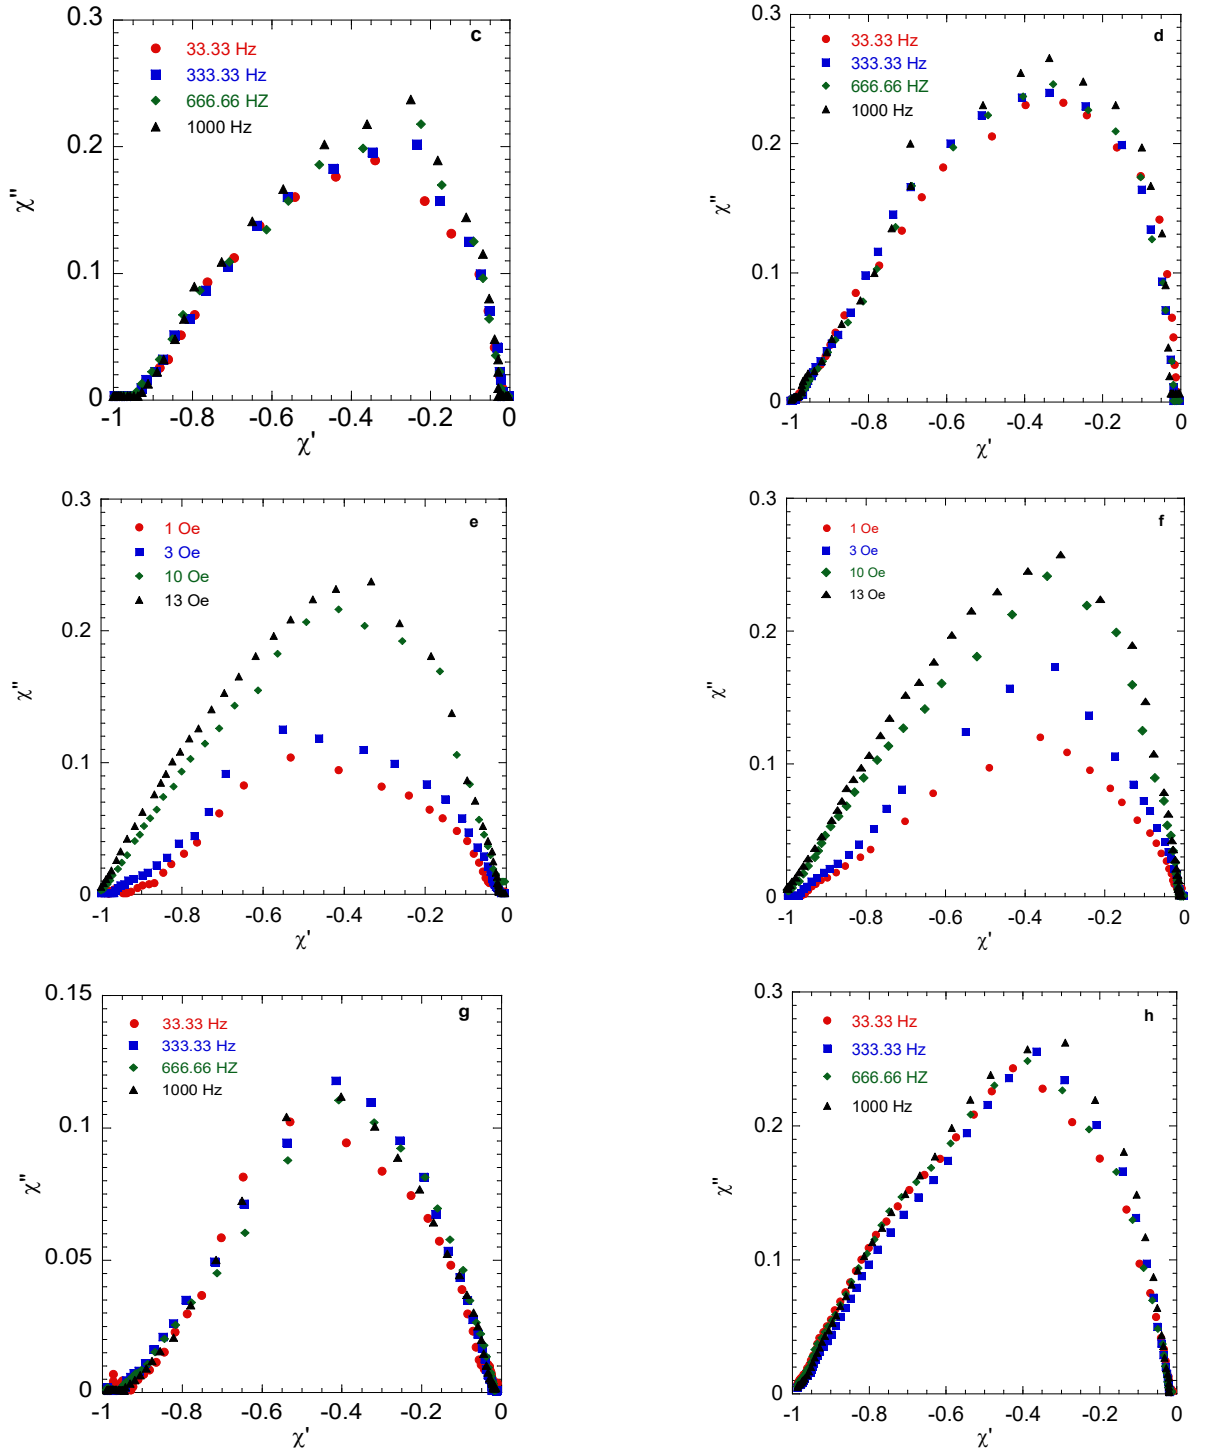 c
0.3
0.2
0.1
0
χ"
33.33 Hz
333.33 Hz
666.66 HZ
1000 Hz
-1 -0.8 -0.6 -0.4 -0.2 0
χ'
d
0.3
0.2
0.1
0
χ"
33.33 Hz
333.33 Hz
666.66 HZ
1000 Hz
-1 -0.8 -0.6 -0.4 -0.2 0
χ'
e
0.3
0.2
0.1
0
χ"
1 Oe
3 Oe
10 Oe
13 Oe
-1 -0.8 -0.6 -0.4 -0.2 0
χ'
f
0.3
0.2
0.1
0
χ"
1 Oe
3 Oe
10 Oe
13 Oe
-1 -0.8 -0.6 -0.4 -0.2 0
χ'
g
0.15
0.1
0.05
0
χ"
33.33 Hz
333.33 Hz
666.66 HZ
1000 Hz
-1 -0.8 -0.6 -0.4 -0.2 0
χ'
h
0.3
0.2
0.1
0
χ"
33.33 Hz
333.33 Hz
666.66 HZ
1000 Hz
-1 -0.8 -0.6 -0.4 -0.2 0
χ'